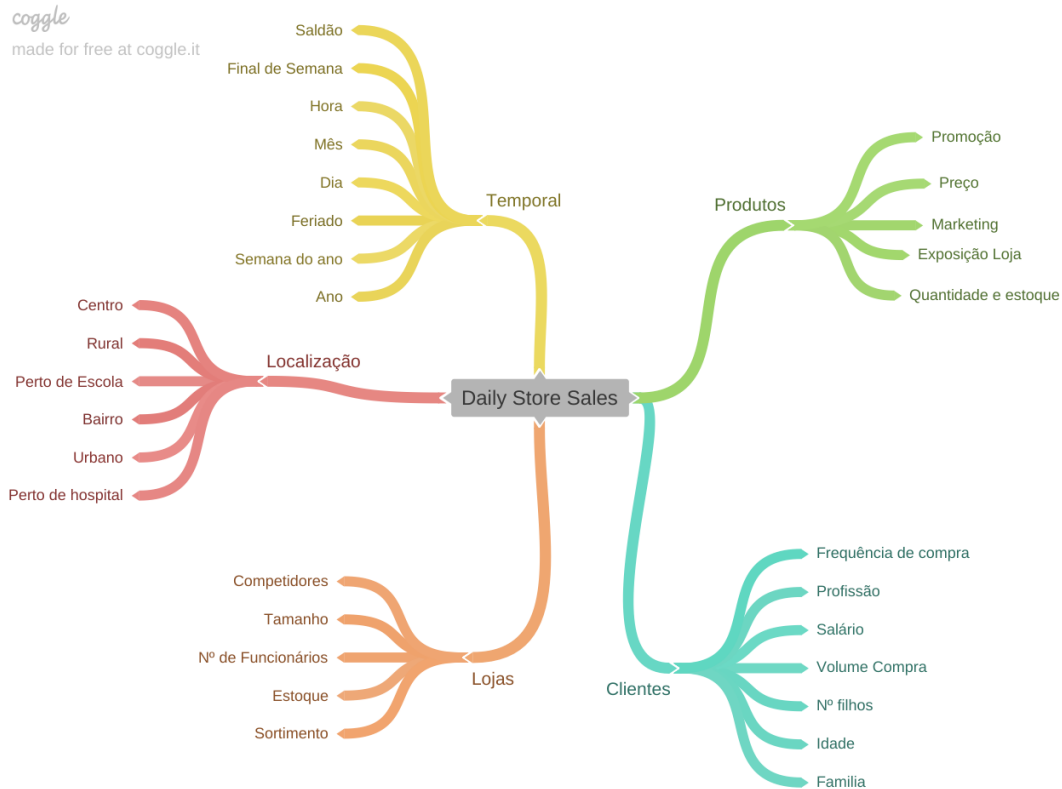 coggle
made for free at coggle.it
Saldão
Final de Semana
Hora
Mês
Dia
Feriado
Semana do ano
Ano
Temporal
Produtos
Promoção
Preço
Marketing
Exposição Loja
Quantidade e estoque
Centro
Rural
Perto de Escola
Bairro
Urbano
Perto de hospital
Localização
Daily Store Sales
Competidores
Tamanho
Nº de Funcionários
Estoque
Sortimento
Lojas
Clientes
Frequência de compra
Profissão
Salário
Volume Compra
Nº filhos
Idade
Familia